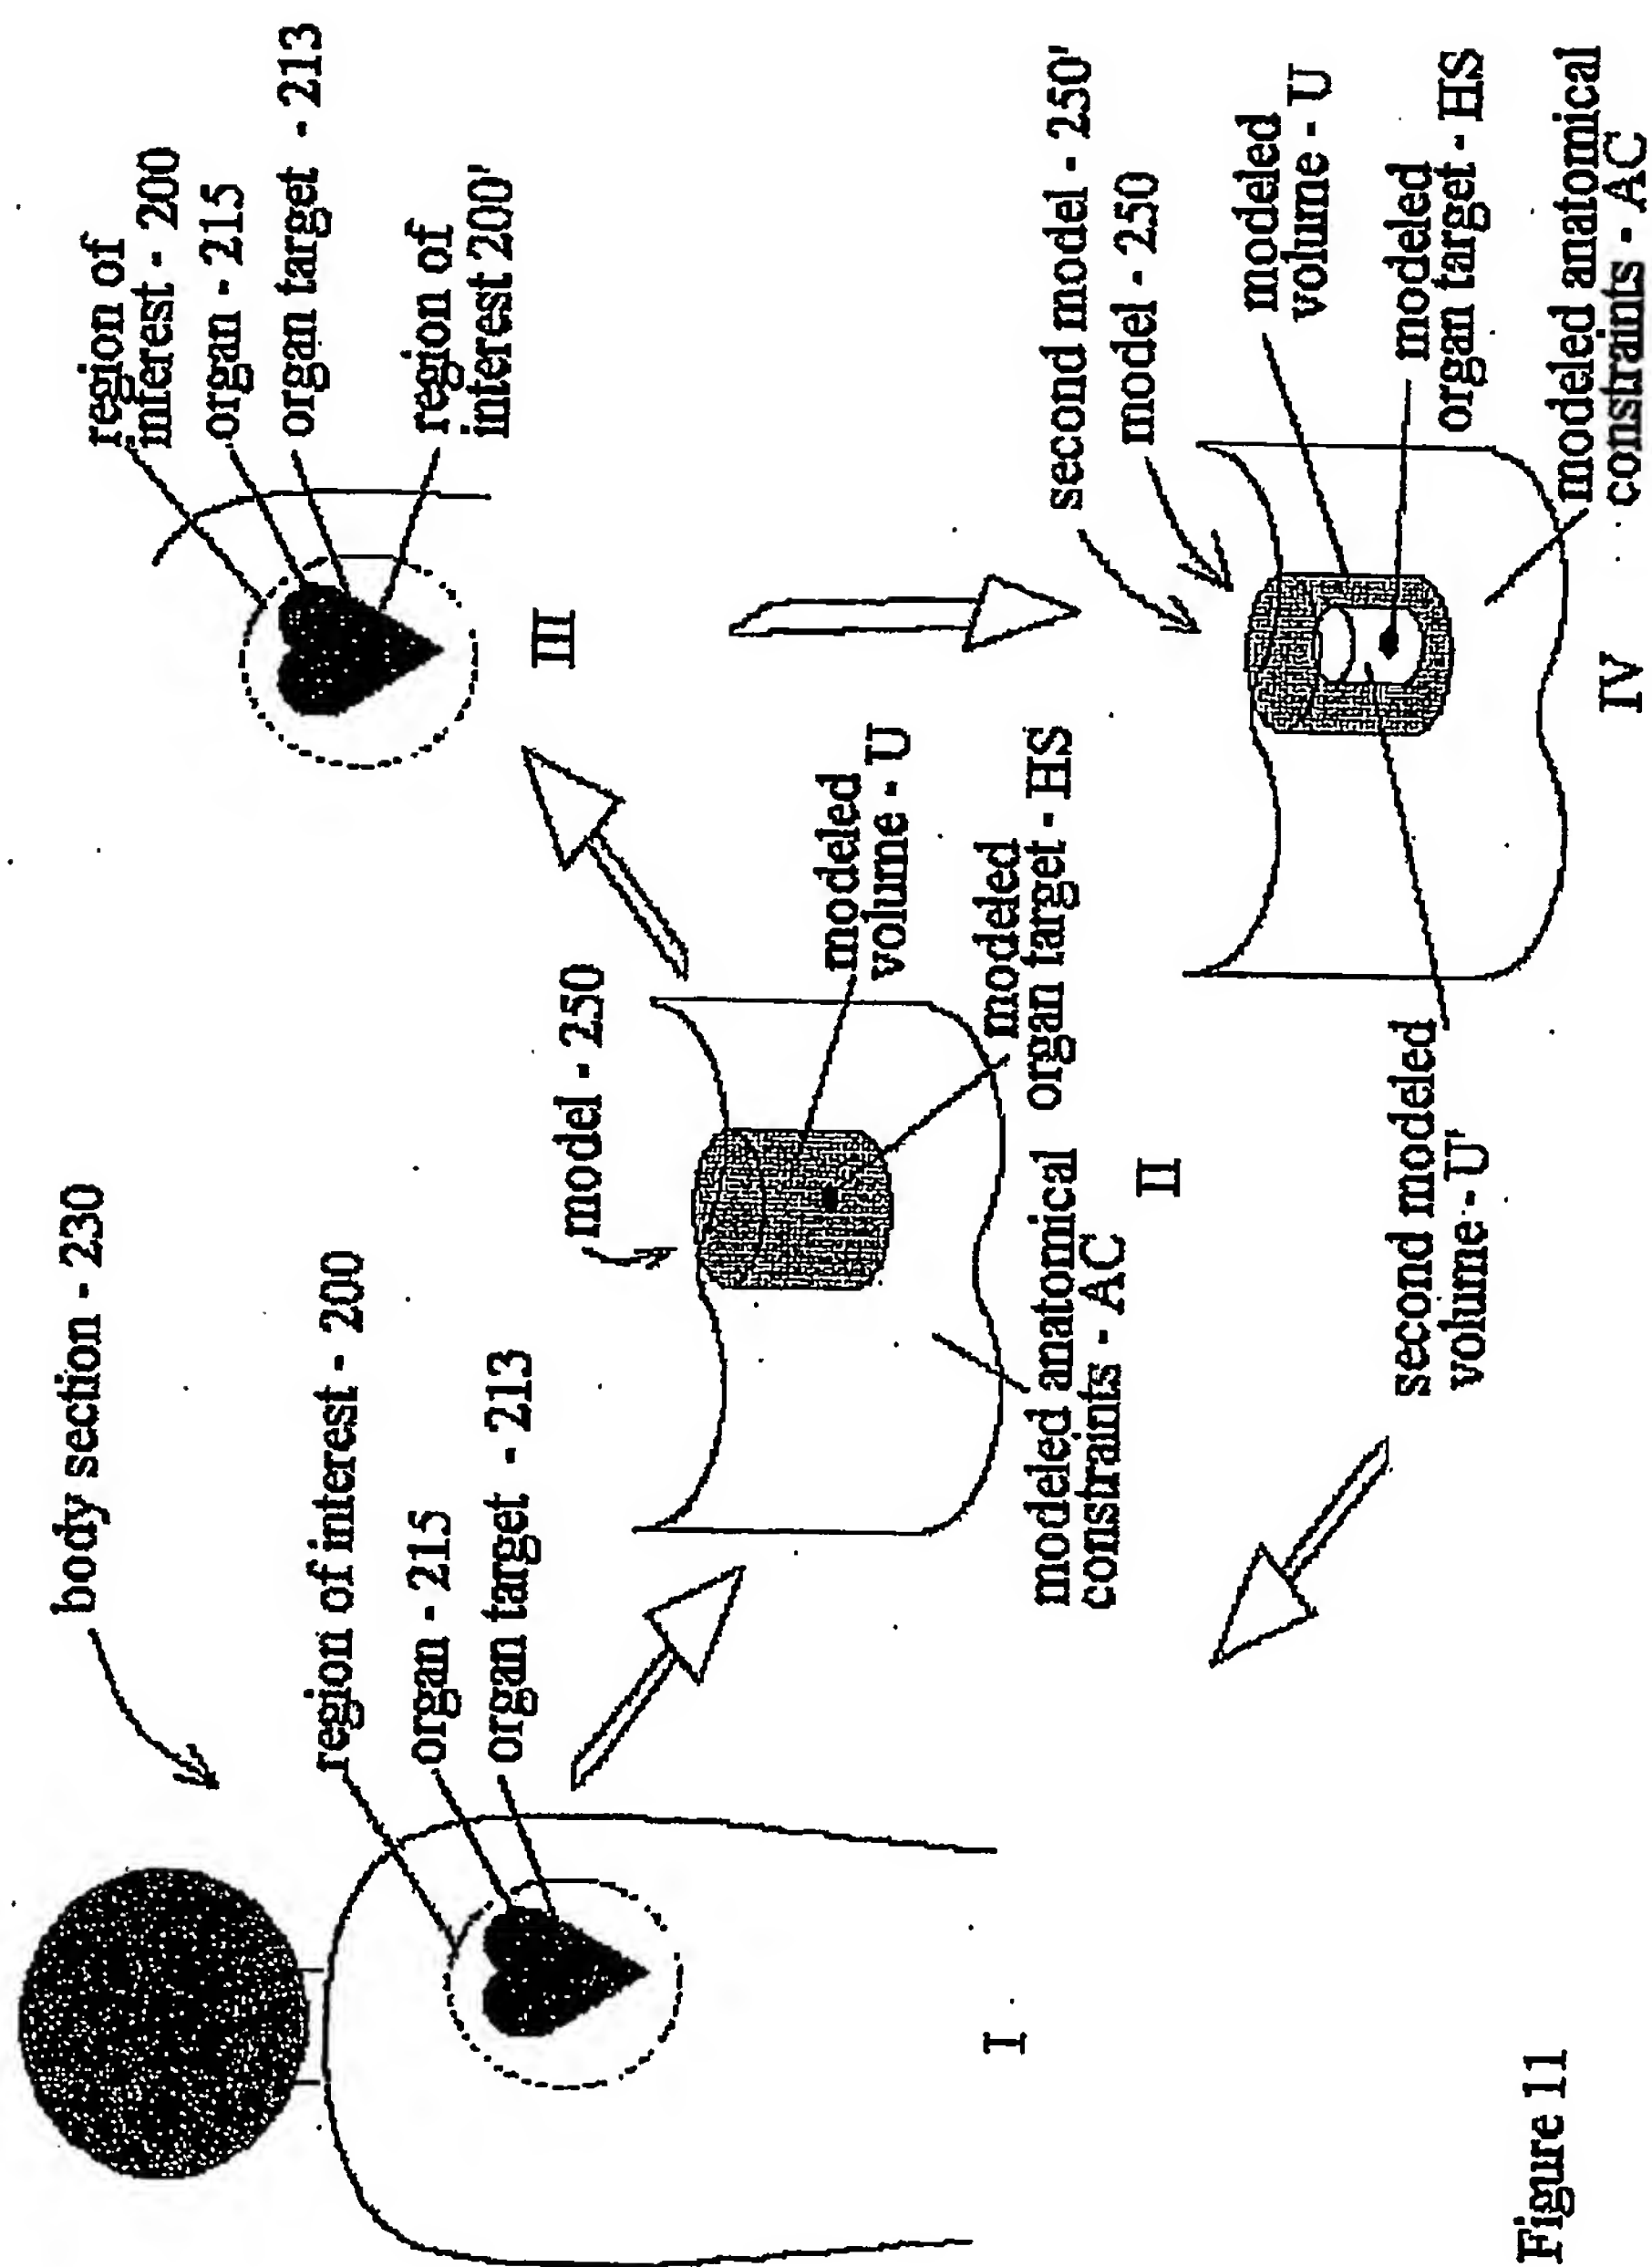 body section - 230
region of interest - 200
organ - 215
organ target - 213
I
model - 250
modeled
volume - U
modeled
organ target - HS
modeled anatomical
constraints - AC
II
region of
interest - 200
organ - 215
organ target - 213
region of
interest 200'
III
second model - 250'
model - 250
modeled
volume - U
modeled
organ target - HS
modeled anatomical
constraints - AC
second modeled
volume - U'
IV
Figure 11